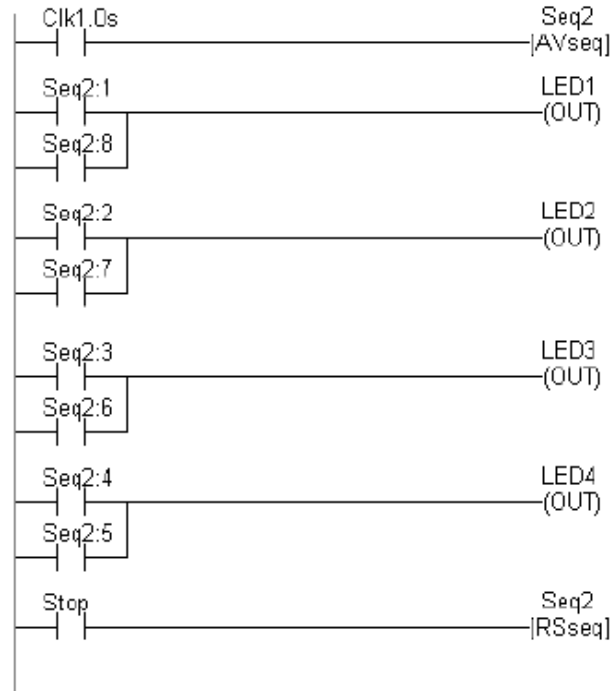 Clk1.0s Seq2
[AVseq]
Seq2:1 LED1
(OUT)
Seq2:8
Seq2:2 LED2
(OUT)
Seq2:7
Seq2:3 LED3
(OUT)
Seq2:6
Seq2:4 LED4
(OUT)
Seq2:5
Stop Seq2
[RSseq]